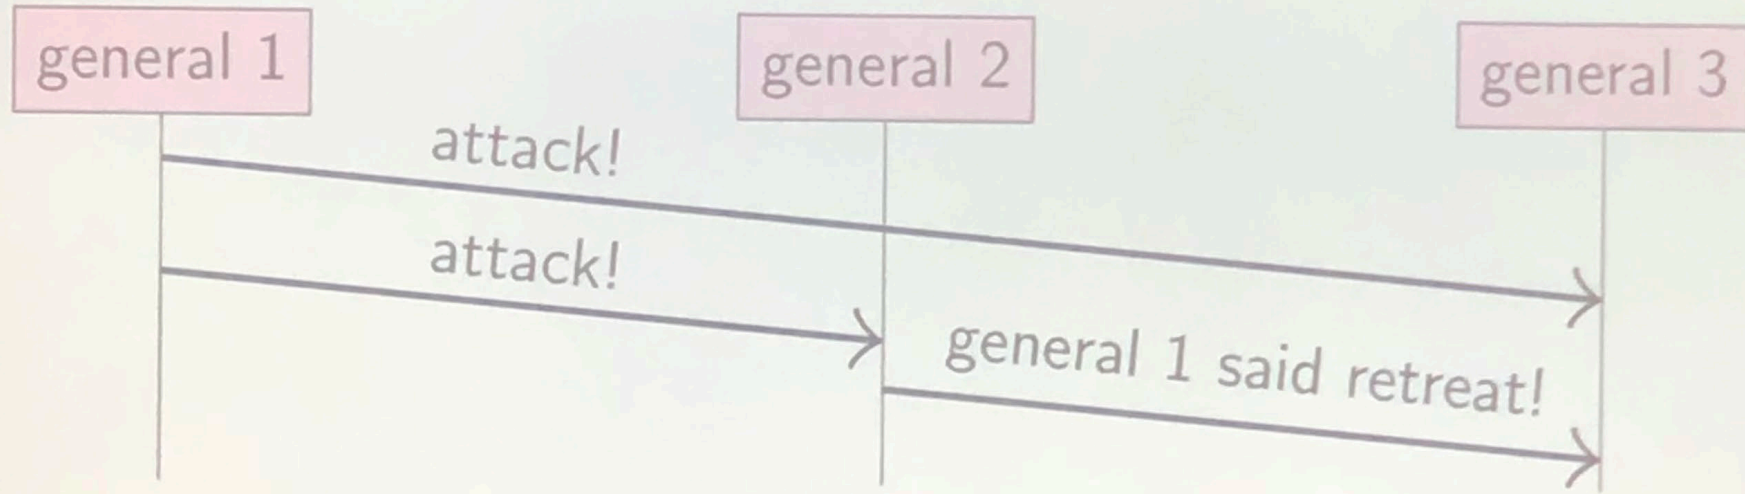 general 1
general 2
general 3
attack!
attack!
general 1 said retreat!